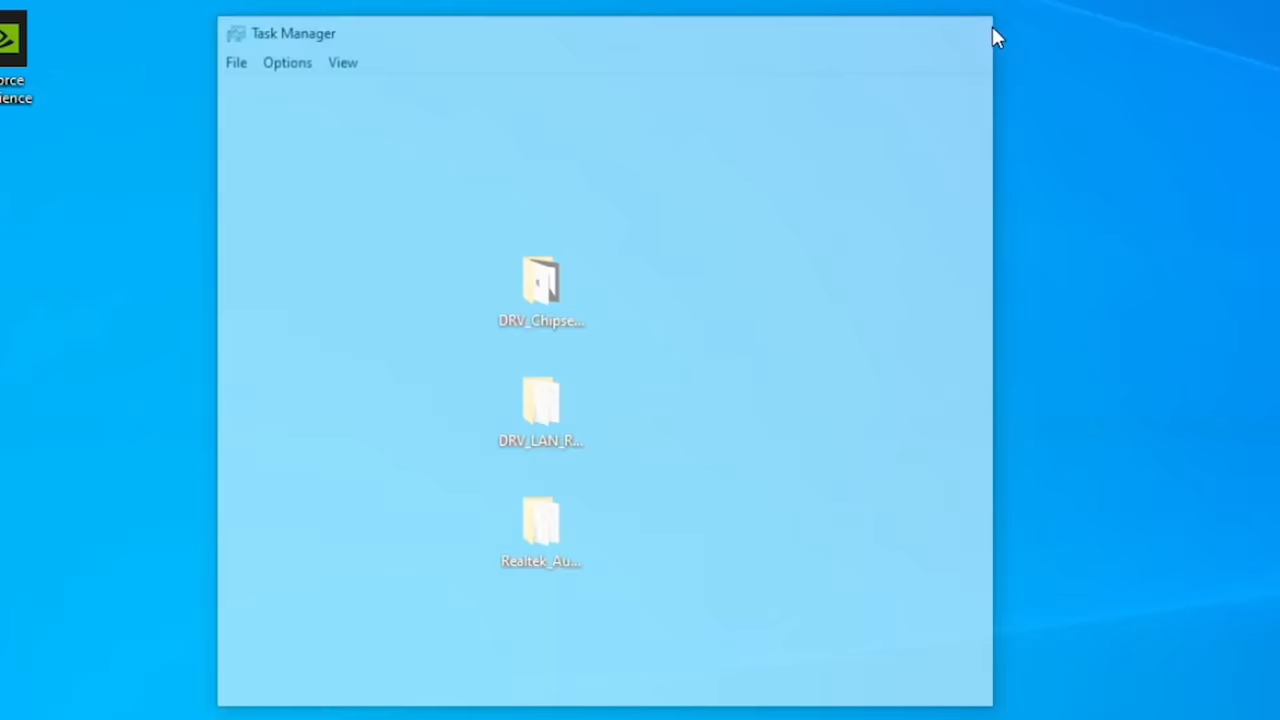 Task Manager
File Options View
orce
ience
DRV_Chipse...
DRV_LAN_R...
Realtek_Au...